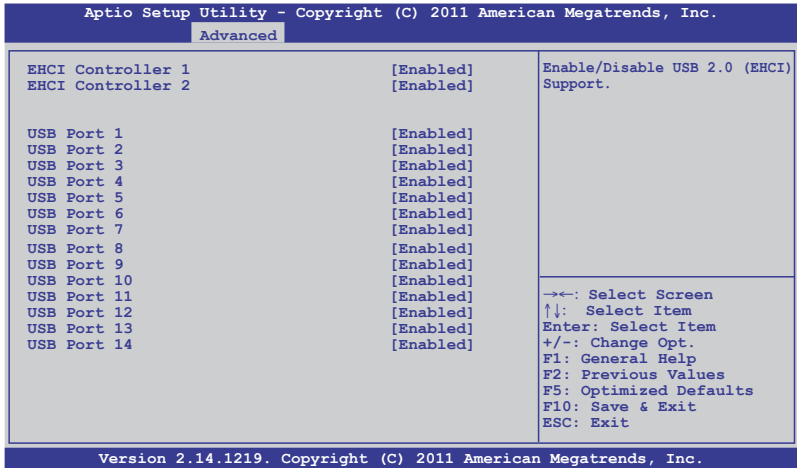 Aptio Setup Utility - Copyright (C) 2011 American Megatrends, Inc.
Advanced
EHCI Controller 1 [Enabled]
EHCI Controller 2 [Enabled]
USB Port 1 [Enabled]
USB Port 2 [Enabled]
USB Port 3 [Enabled]
USB Port 4 [Enabled]
USB Port 5 [Enabled]
USB Port 6 [Enabled]
USB Port 7 [Enabled]
USB Port 8 [Enabled]
USB Port 9 [Enabled]
USB Port 10 [Enabled]
USB Port 11 [Enabled]
USB Port 12 [Enabled]
USB Port 13 [Enabled]
USB Port 14 [Enabled]
Enable/Disable USB 2.0 (EHCI)
Support.
→←: Select Screen
↑↓: Select Item
Enter: Select Item
+/-: Change Opt.
F1: General Help
F2: Previous Values
F5: Optimized Defaults
F10: Save & Exit
ESC: Exit
Version 2.14.1219. Copyright (C) 2011 American Megatrends, Inc.